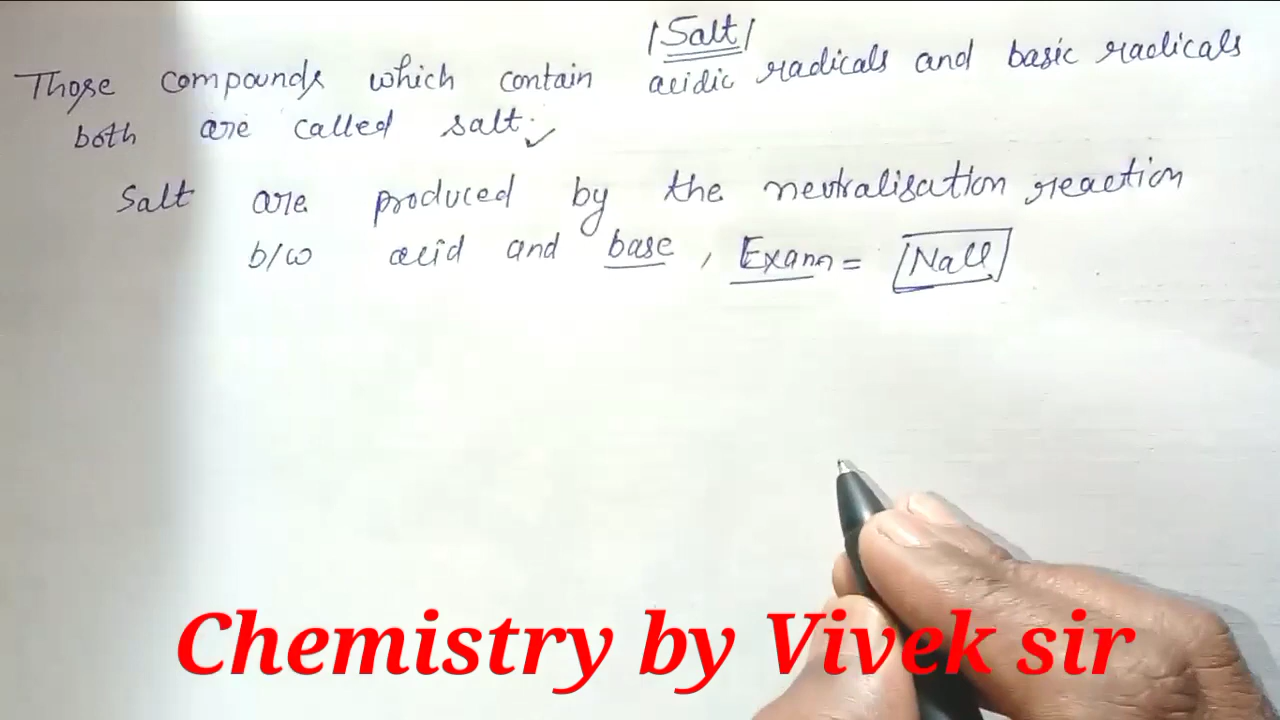 |Salt|
Those compounds which contain acidic radicals and basic radicals
both are called salt.
Salt are produced by the neutralisation reaction
b/w acid and base, Exam = |NaCl|
Chemistry by Vivek sir